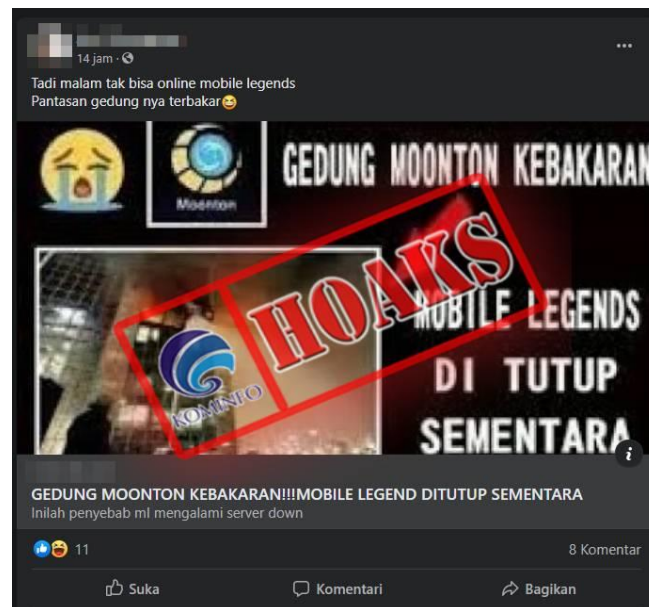 14 jam ·
Tadi malam tak bisa online mobile legends
Pantasan gedung nya terbakar😆
Moonton
GEDUNG MOONTON KEBAKARAN
HOAKS
KOMINFO
MOBILE LEGENDS
DI TUTUP
SEMENTARA
GEDUNG MOONTON KEBAKARAN!!!MOBILE LEGEND DITUTUP SEMENTARA
Inilah penyebab ml mengalami server down
11
8 Komentar
Suka
Komentari
Bagikan